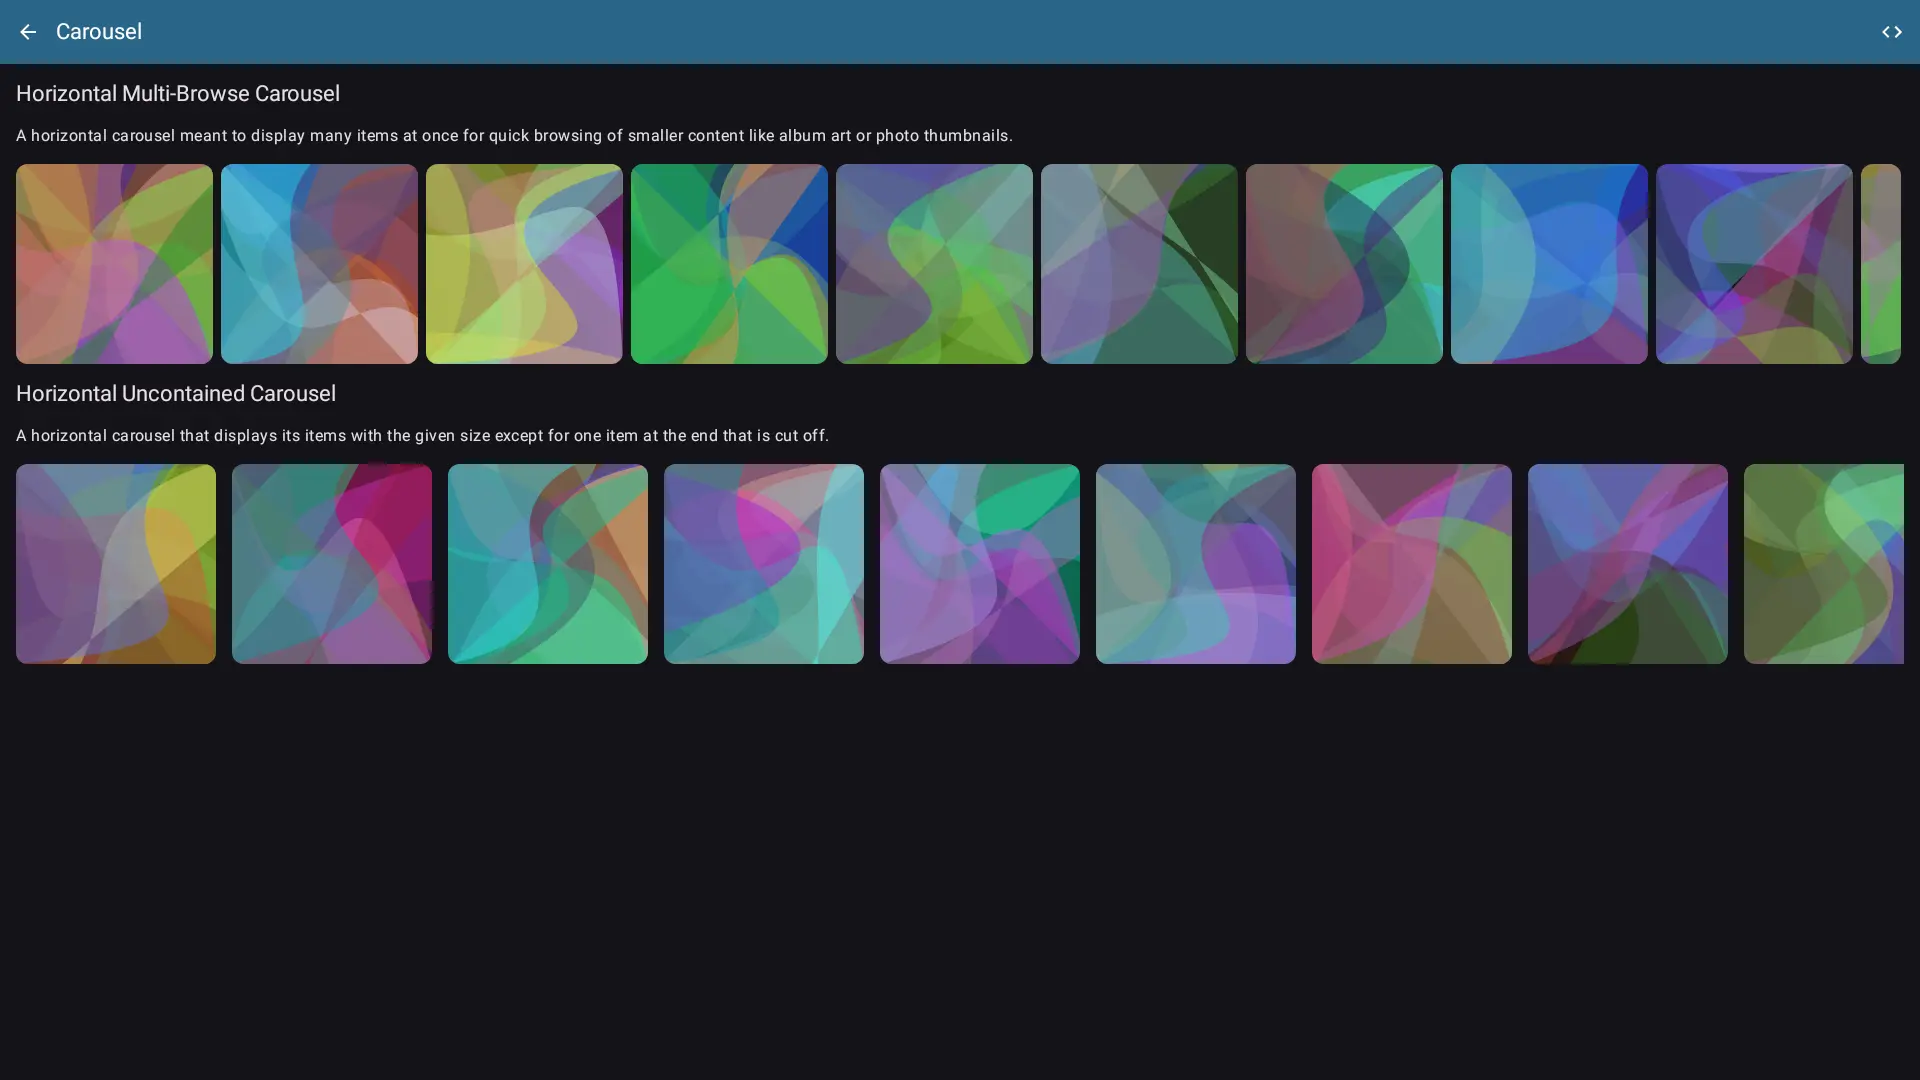 Carousel
Horizontal Multi-Browse Carousel
A horizontal carousel meant to display many items at once for quick browsing of smaller content like album art or photo thumbnails.
Horizontal Uncontained Carousel
A horizontal carousel that displays its items with the given size except for one item at the end that is cut off.